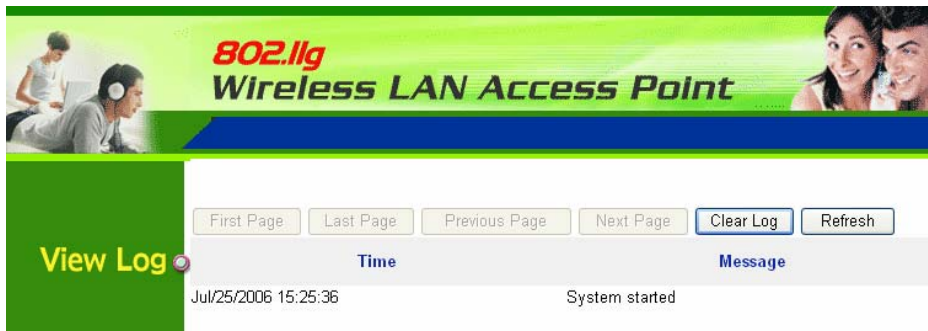 802.11g
Wireless LAN Access Point
First Page Last Page Previous Page Next Page Clear Log Refresh
View Log
Time Message
Jul/25/2006 15:25:36 System started